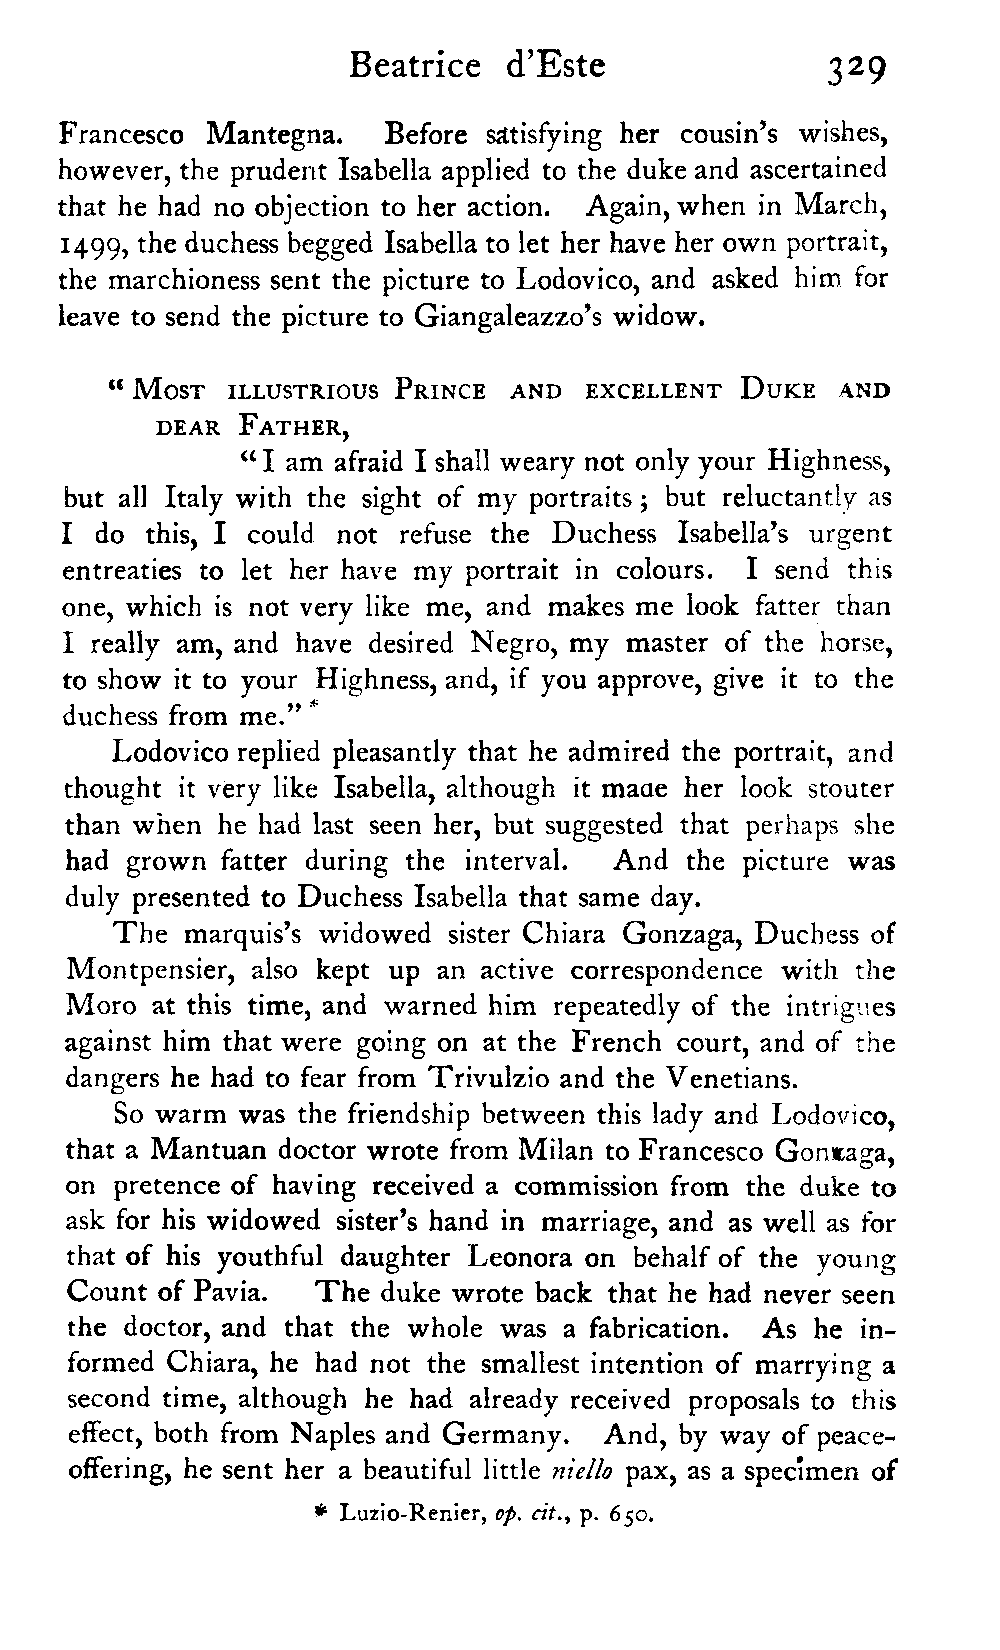 Beatrice d'Este 329
Francesco Mantegna. Before satisfying her cousin's wishes,
however, the prudent Isabella applied to the duke and ascertained
that he had no objection to her action. Again, when in March,
1499, the duchess begged Isabella to let her have her own portrait,
the marchioness sent the picture to Lodovico, and asked him for
leave to send the picture to Giangaleazzo's widow.
“ MOST ILLUSTRIOUS PRINCE AND EXCELLENT DUKE AND
DEAR FATHER,
“ I am afraid I shall weary not only your Highness,
but all Italy with the sight of my portraits ; but reluctantly as
I do this, I could not refuse the Duchess Isabella's urgent
entreaties to let her have my portrait in colours. I send this
one, which is not very like me, and makes me look fatter than
I really am, and have desired Negro, my master of the horse,
to show it to your Highness, and, if you approve, give it to the
duchess from me.” *
Lodovico replied pleasantly that he admired the portrait, and
thought it very like Isabella, although it made her look stouter
than when he had last seen her, but suggested that perhaps she
had grown fatter during the interval. And the picture was
duly presented to Duchess Isabella that same day.
The marquis's widowed sister Chiara Gonzaga, Duchess of
Montpensier, also kept up an active correspondence with the
Moro at this time, and warned him repeatedly of the intrigues
against him that were going on at the French court, and of the
dangers he had to fear from Trivulzio and the Venetians.
So warm was the friendship between this lady and Lodovico,
that a Mantuan doctor wrote from Milan to Francesco Gonzaga,
on pretence of having received a commission from the duke to
ask for his widowed sister's hand in marriage, and as well as for
that of his youthful daughter Leonora on behalf of the young
Count of Pavia. The duke wrote back that he had never seen
the doctor, and that the whole was a fabrication. As he in-
formed Chiara, he had not the smallest intention of marrying a
second time, although he had already received proposals to this
effect, both from Naples and Germany. And, by way of peace-
offering, he sent her a beautiful little niello pax, as a specimen of
* Luzio-Renier, op. cit., p. 650.